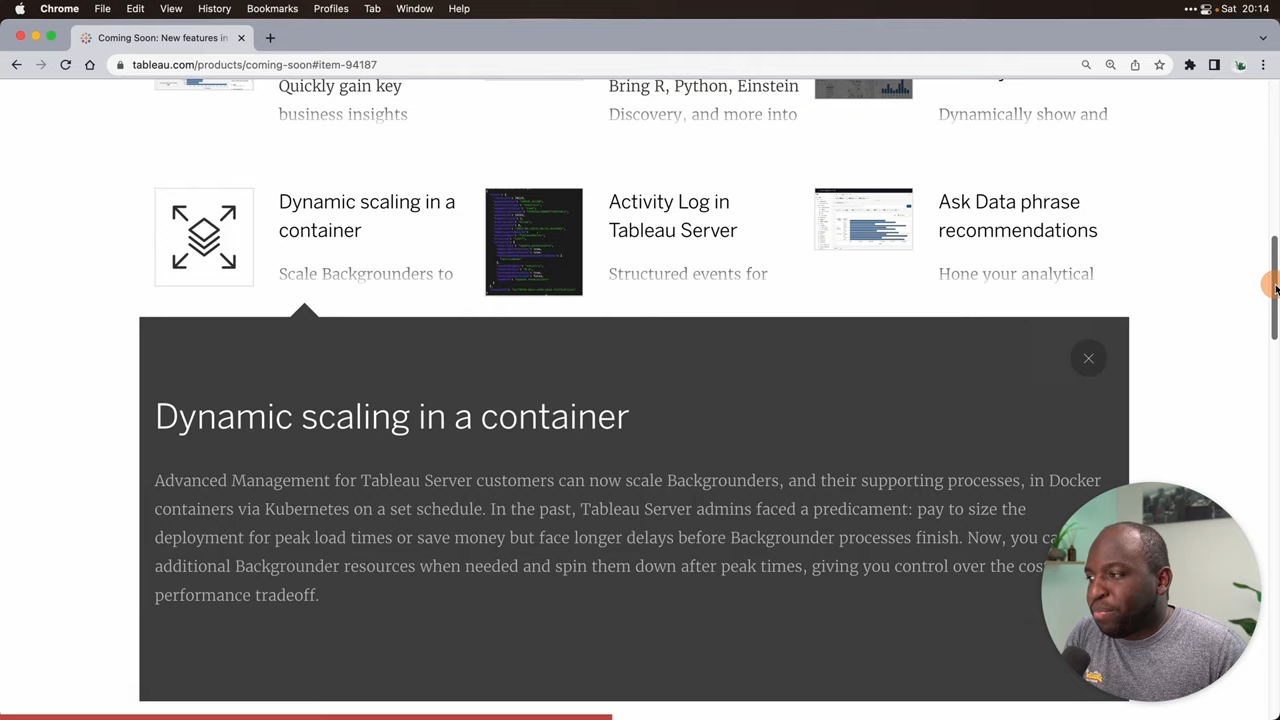 Chrome File Edit View History Bookmarks Profiles Tab Window Help Sat 20:14
Coming Soon: New features in
tableau.com/products/coming-soon#item-94187
Quickly gain key
business insights
Bring R, Python, Einstein
Discovery, and more into
Dynamically show and
Dynamic scaling in a
container
Scale Backgrounders to
Activity Log in
Tableau Server
Structured events for
Ask Data phrase
recommendations
Have your analytical
Dynamic scaling in a container
Advanced Management for Tableau Server customers can now scale Backgrounders, and their supporting processes, in Docker
containers via Kubernetes on a set schedule. In the past, Tableau Server admins faced a predicament: pay to size the
deployment for peak load times or save money but face longer delays before Backgrounder processes finish. Now, you ca
additional Backgrounder resources when needed and spin them down after peak times, giving you control over the cos
performance tradeoff.